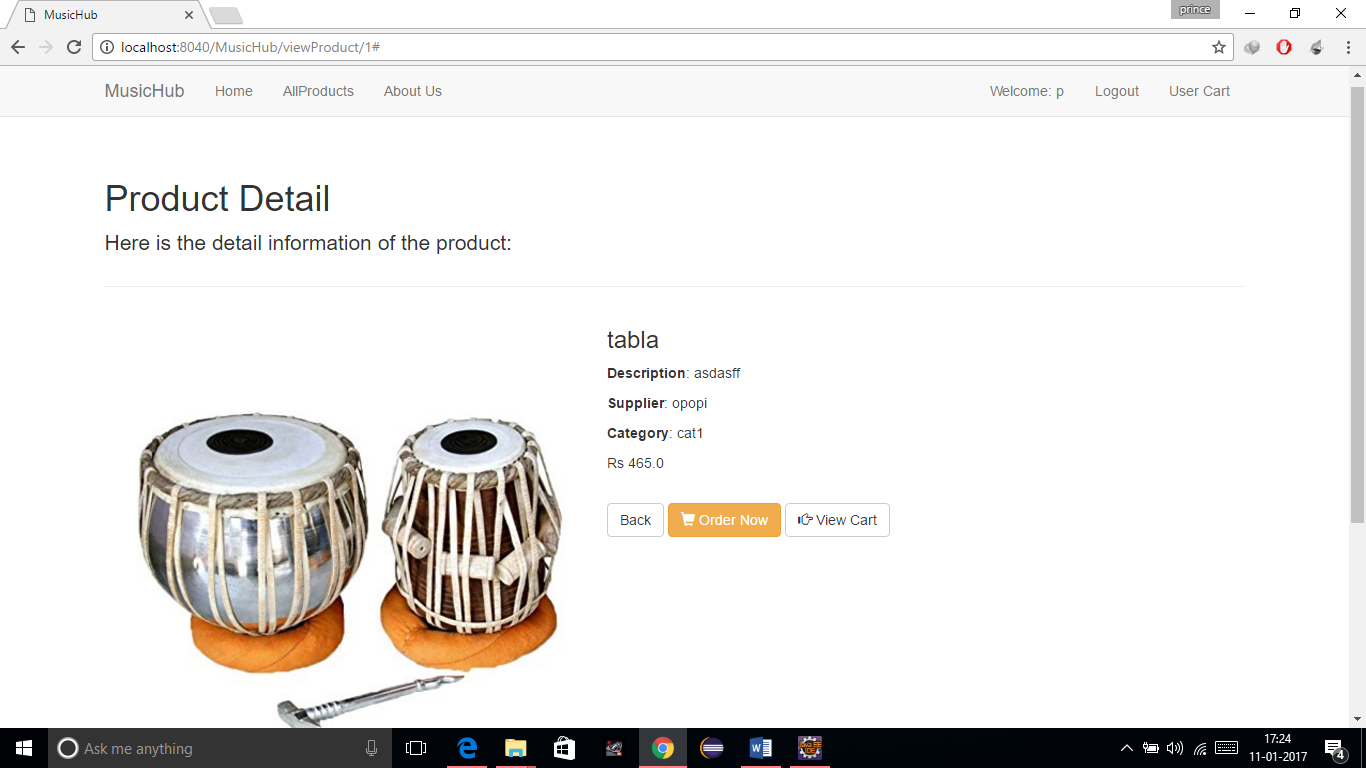 MusicHub
prince
localhost:8040/MusicHub/viewProduct/1#
MusicHub Home AllProducts About Us Welcome: p Logout User Cart
Product Detail
Here is the detail information of the product:
tabla
Description: asdasff
Supplier: opopi
Category: cat1
Rs 465.0
Back Order Now View Cart
Ask me anything
17:24
11-01-2017
4